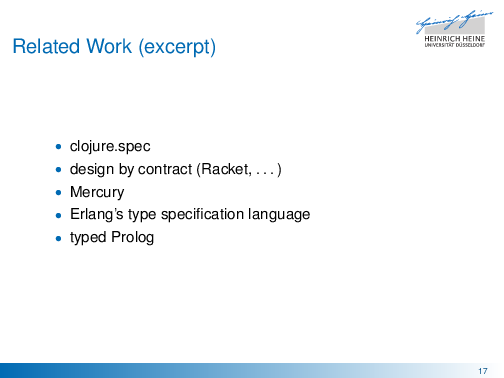 Related Work (excerpt)
HEINRICH HEINE
UNIVERSITÄT DÜSSELDORF
• clojure.spec
• design by contract (Racket, . . . )
• Mercury
• Erlang's type specification language
• typed Prolog
17